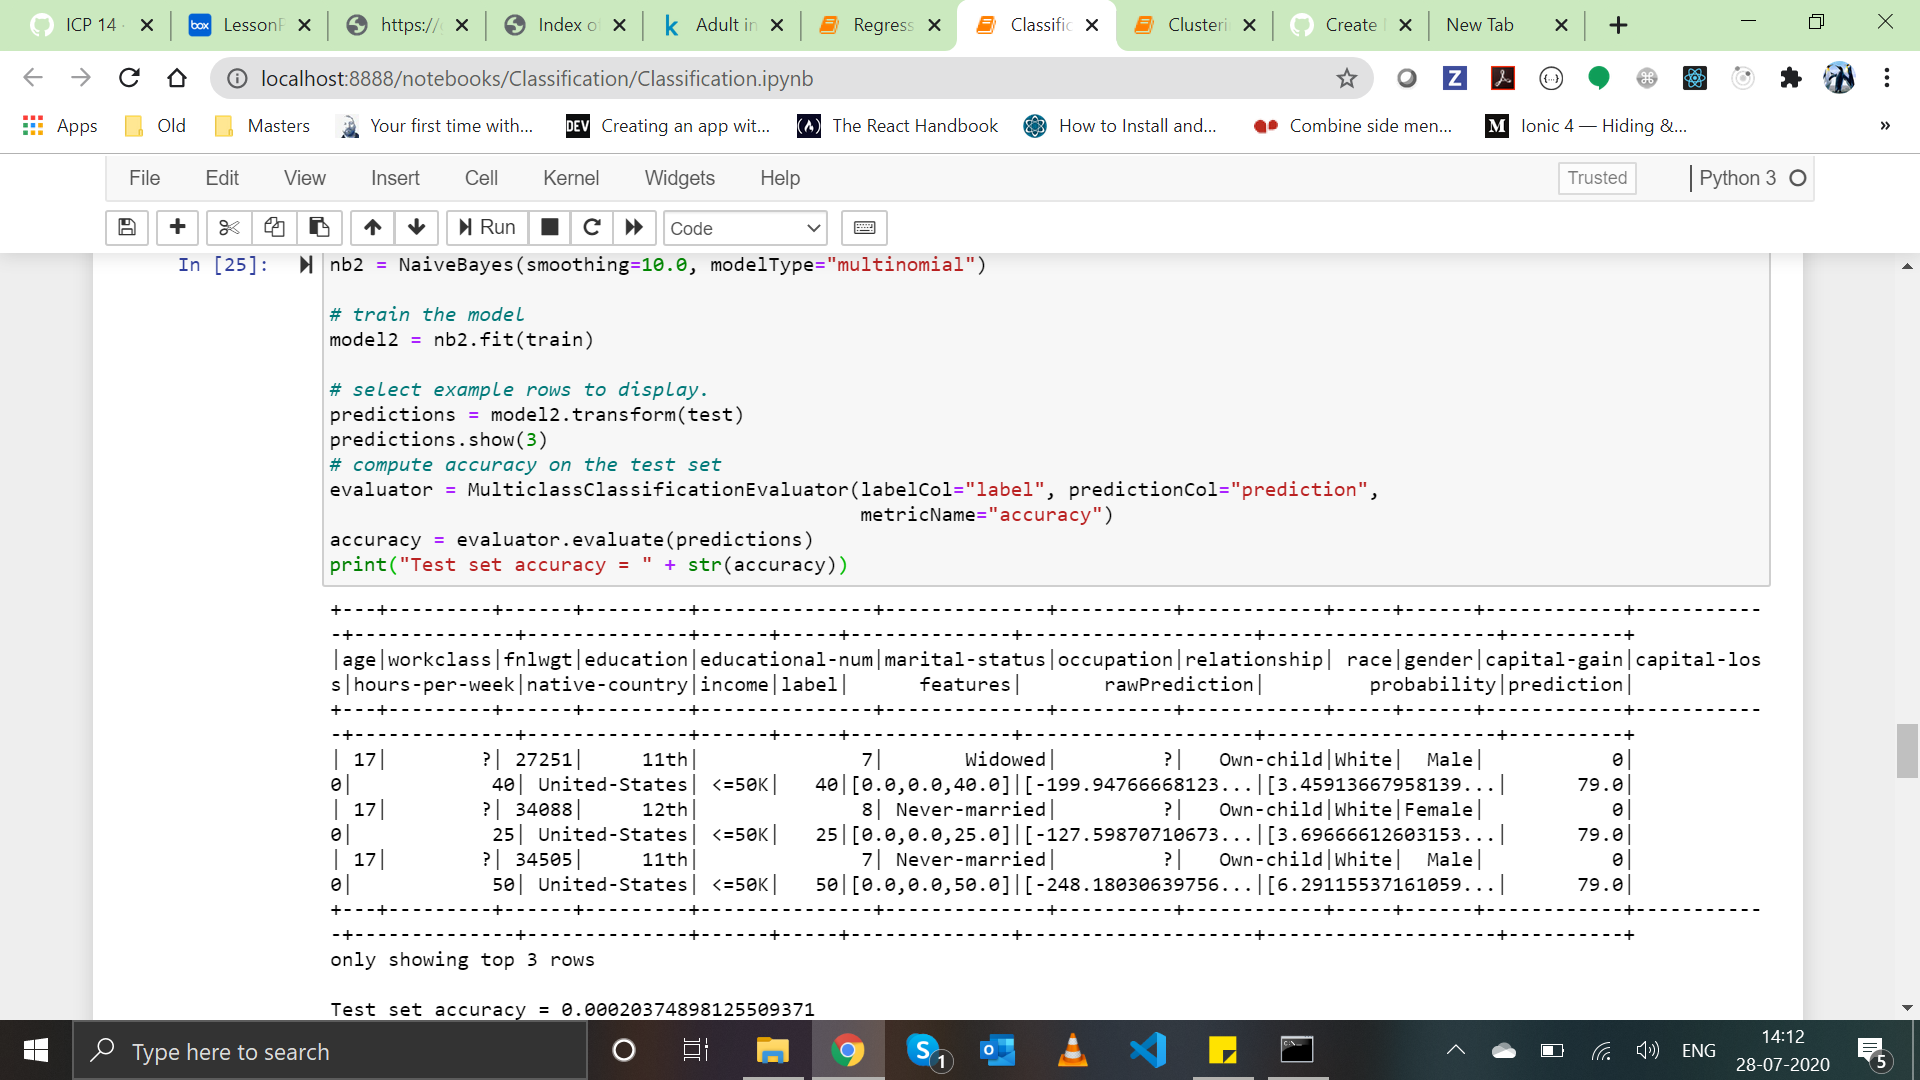 ICP 14 LessonP https:// Index o Adult in Regress Classific Clusteri Create New Tab
localhost:8888/notebooks/Classification/Classification.ipynb
Apps Old Masters Your first time with... DEV Creating an app wit... The React Handbook How to Install and... Combine side men... Ionic 4 — Hiding &... »
File Edit View Insert Cell Kernel Widgets Help Trusted Python 3
Run Code
In [25]: nb2 = NaiveBayes(smoothing=10.0, modelType="multinomial")
# train the model
model2 = nb2.fit(train)
# select example rows to display.
predictions = model2.transform(test)
predictions.show(3)
# compute accuracy on the test set
evaluator = MulticlassClassificationEvaluator(labelCol="label", predictionCol="prediction",
metricName="accuracy")
accuracy = evaluator.evaluate(predictions)
print("Test set accuracy = " + str(accuracy))
+---+---------+------+---------+---------------+--------------+----------+------------+-----+------+------------+-----------
-+--------------+--------------+------+-----+--------------+--------------------+--------------------+----------+
|age|workclass|fnlwgt|education|educational-num|marital-status|occupation|relationship| race|gender|capital-gain|capital-los
s|hours-per-week|native-country|income|label|      features|       rawPrediction|         probability|prediction|
+---+---------+------+---------+---------------+--------------+----------+------------+-----+------+------------+-----------
-+--------------+--------------+------+-----+--------------+--------------------+--------------------+----------+
| 17|        ?| 27251|     11th|              7|       Widowed|         ?|   Own-child|White|  Male|           0|
0|            40| United-States| <=50K|   40|[0.0,0.0,40.0]|[-199.94766668123...|[3.45913667958139...|      79.0|
| 17|        ?| 34088|     12th|              8| Never-married|         ?|   Own-child|White|Female|           0|
0|            25| United-States| <=50K|   25|[0.0,0.0,25.0]|[-127.59870710673...|[3.69666612603153...|      79.0|
| 17|        ?| 34505|     11th|              7| Never-married|         ?|   Own-child|White|  Male|           0|
0|            50| United-States| <=50K|   50|[0.0,0.0,50.0]|[-248.18030639756...|[6.29115537161059...|      79.0|
+---+---------+------+---------+---------------+--------------+----------+------------+-----+------+------------+-----------
-+--------------+--------------+------+-----+--------------+--------------------+--------------------+----------+
only showing top 3 rows
Test set accuracy = 0.00020374898125509371
Type here to search 1 ENG 14:12
28-07-2020 5